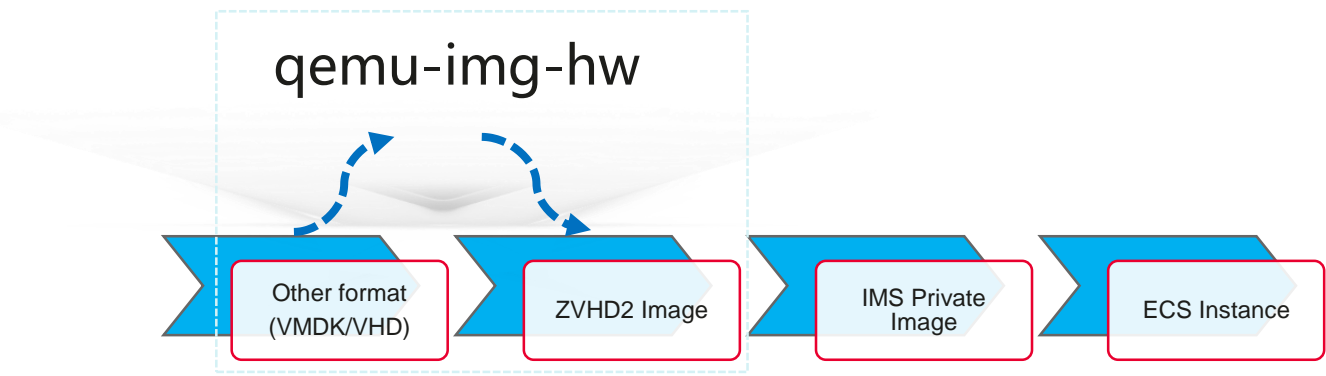 qemu-img-hw
Other format
(VMDK/VHD)
ZVHD2 Image
IMS Private
Image
ECS Instance